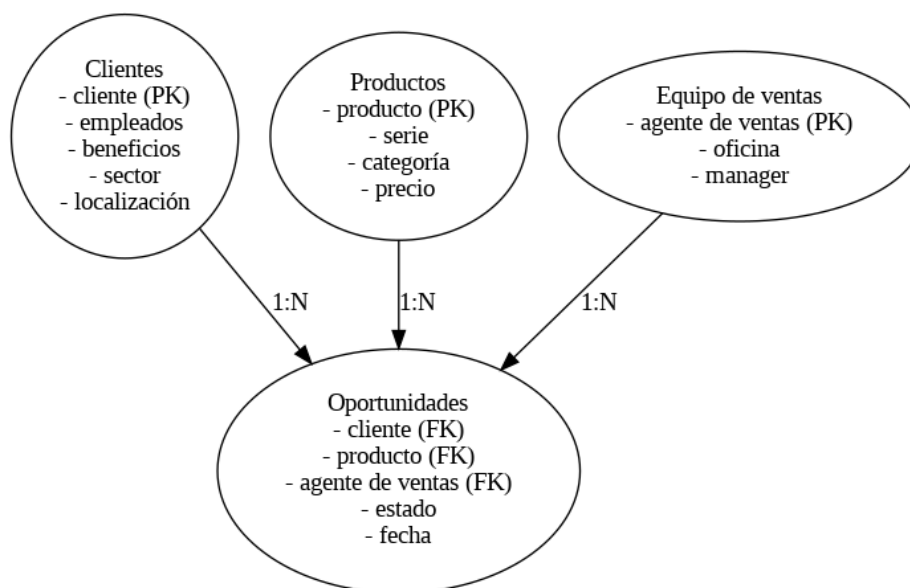 Clientes
- cliente (PK)
- empleados
- beneficios
- sector
- localización
Productos
- producto (PK)
- serie
- categoría
- precio
Equipo de ventas
- agente de ventas (PK)
- oficina
- manager
1:N
1:N
1:N
Oportunidades
- cliente (FK)
- producto (FK)
- agente de ventas (FK)
- estado
- fecha